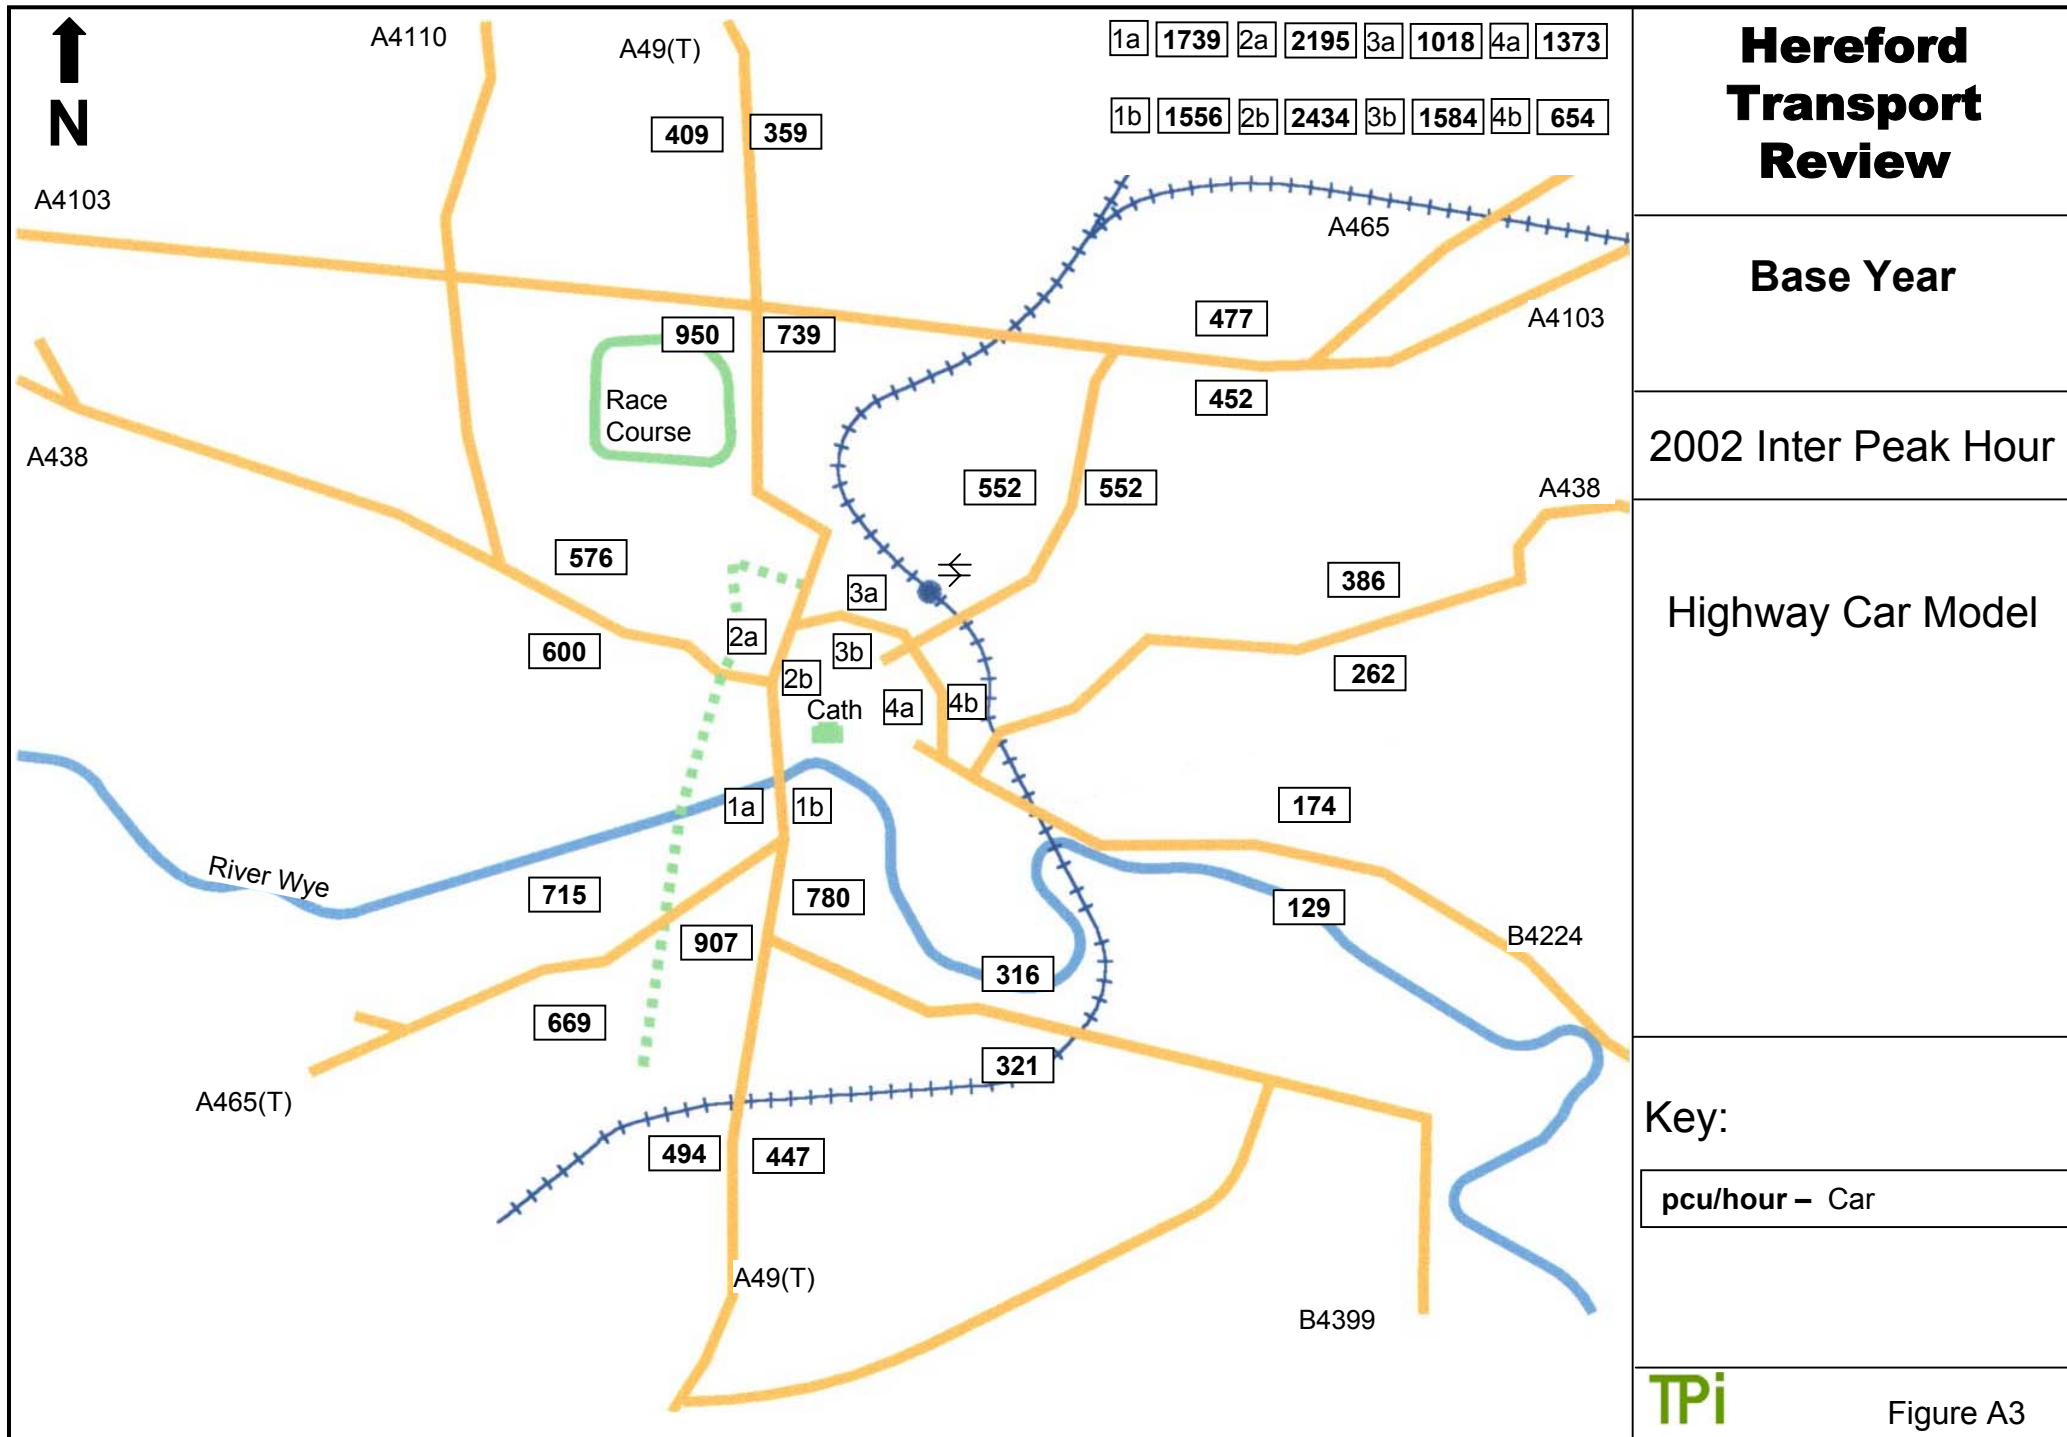 A4110
A49(T)
1a 1739 2a 2195 3a 1018 4a 1373
1b 1556 2b 2434 3b 1584 4b 654
N
409 359
A4103
A465
477
A4103
950 739
452
Race
Course
A438
552 552
A438
576
386
3a
2a
3b
600
262
2b
4a
4b
Cath
1a 1b
174
River Wye
715
780
129
907
B4224
316
669
321
A465(T)
494 447
A49(T)
B4399
Hereford
Transport
Review
Base Year
2002 Inter Peak Hour
Highway Car Model
Key:
pcu/hour – Car
TPi
Figure A3